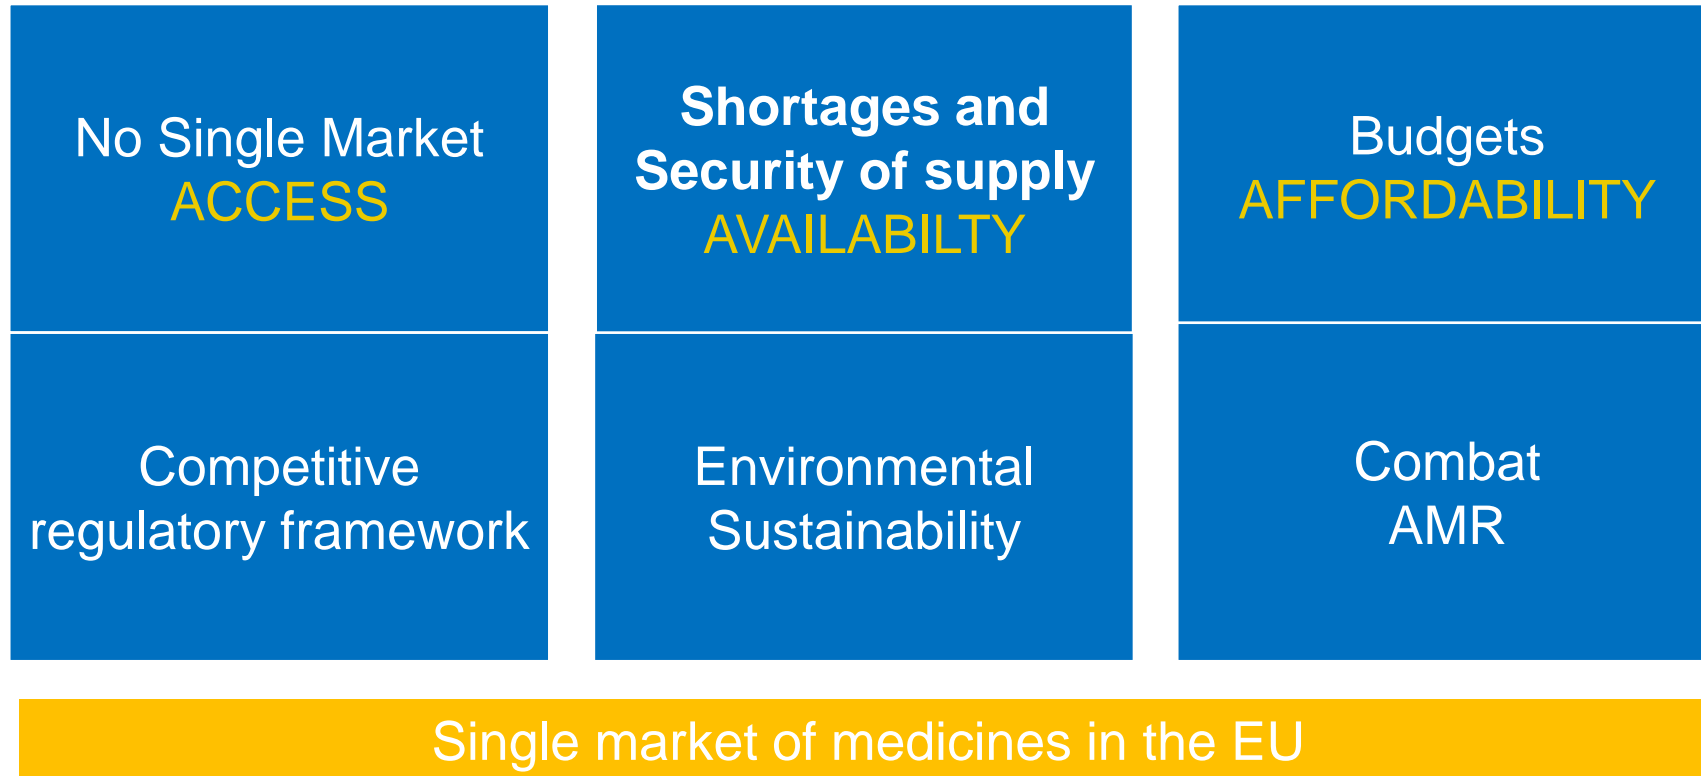 No Single Market
ACCESS
Shortages and
Security of supply
AVAILABILTY
Budgets
AFFORDABILITY
Competitive
regulatory framework
Environmental
Sustainability
Combat
AMR
Single market of medicines in the EU